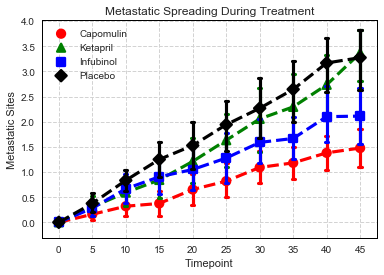 Metastatic Spreading During Treatment
4.0
3.5
3.0
2.5
2.0
1.5
1.0
0.5
0.0
Metastatic Sites
Capomulin
Ketapril
Infubinol
Placebo
0 5 10 15 20 25 30 35 40 45
Timepoint